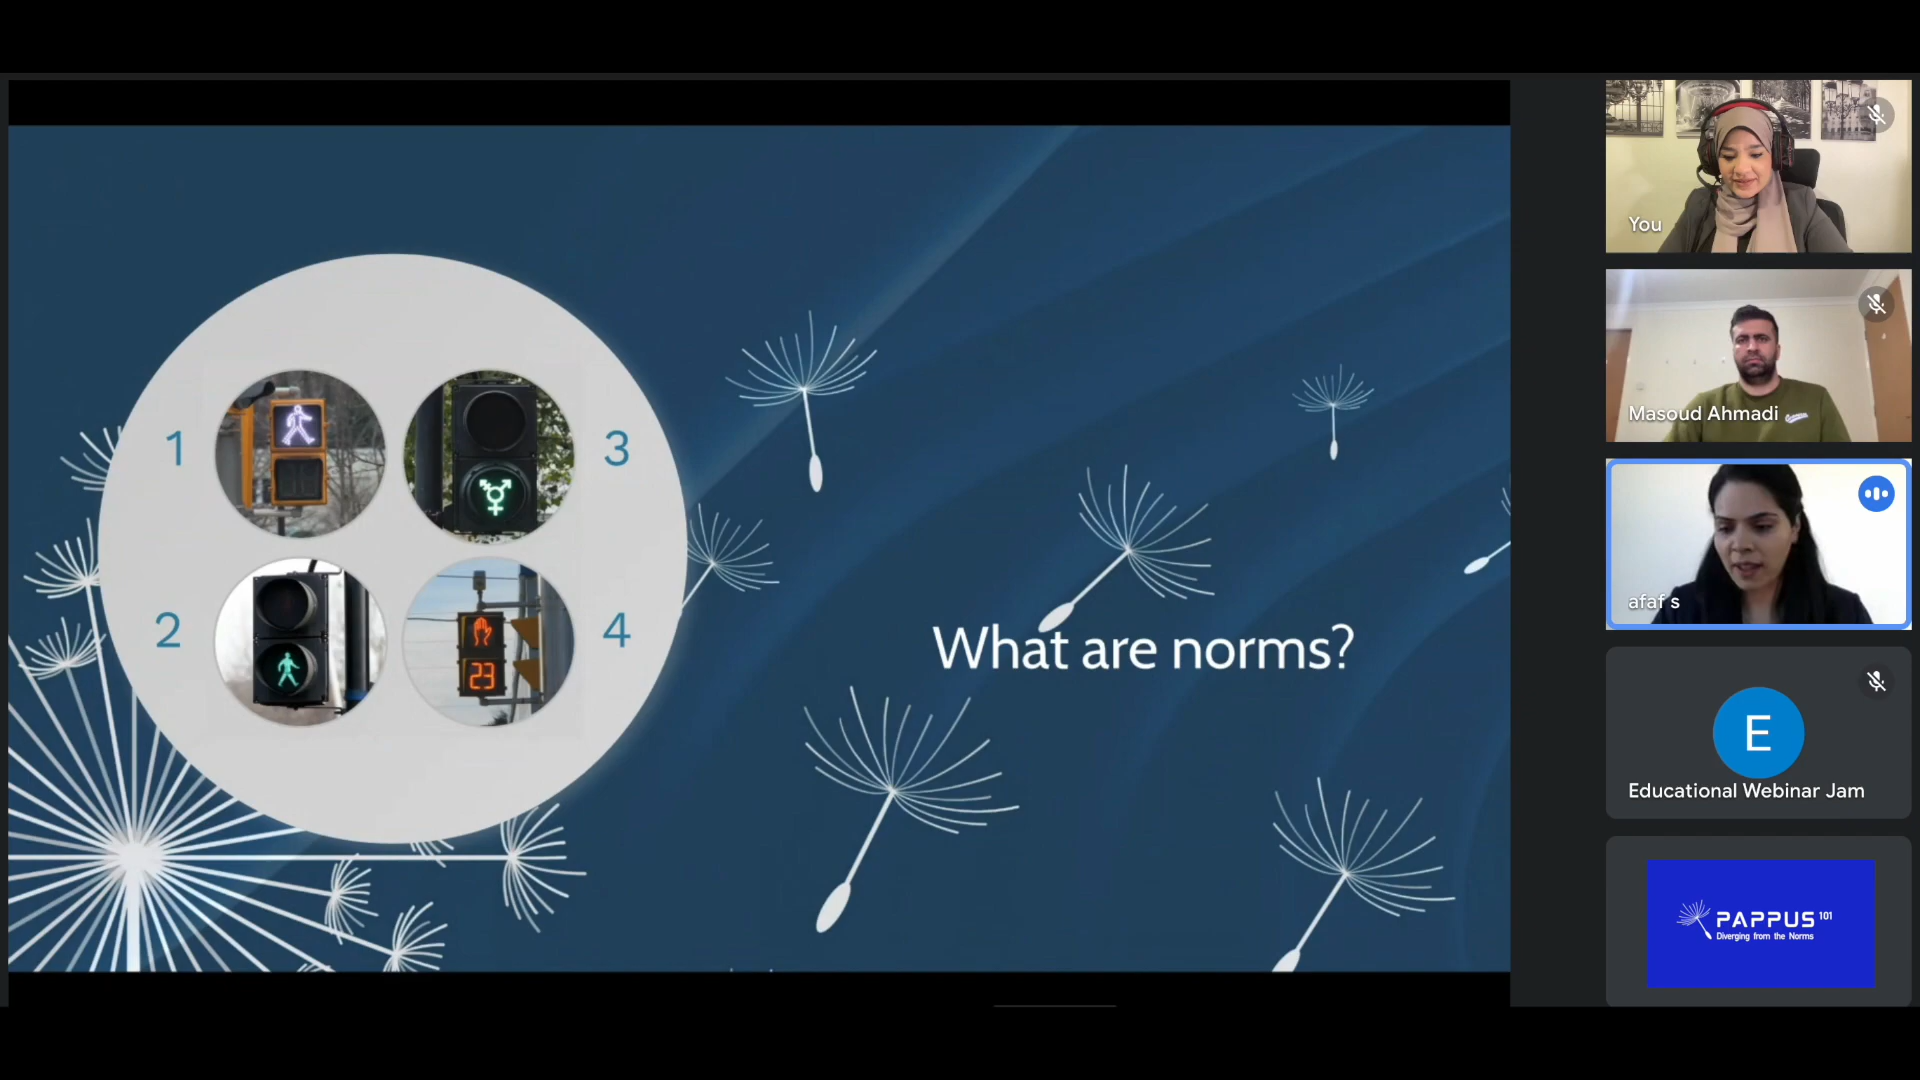 1
3
2
4
23
What are norms?
You
Masoud Ahmadi
afaf s
E
Educational Webinar Jam
PAPPUS 101
Diverging from the Norms